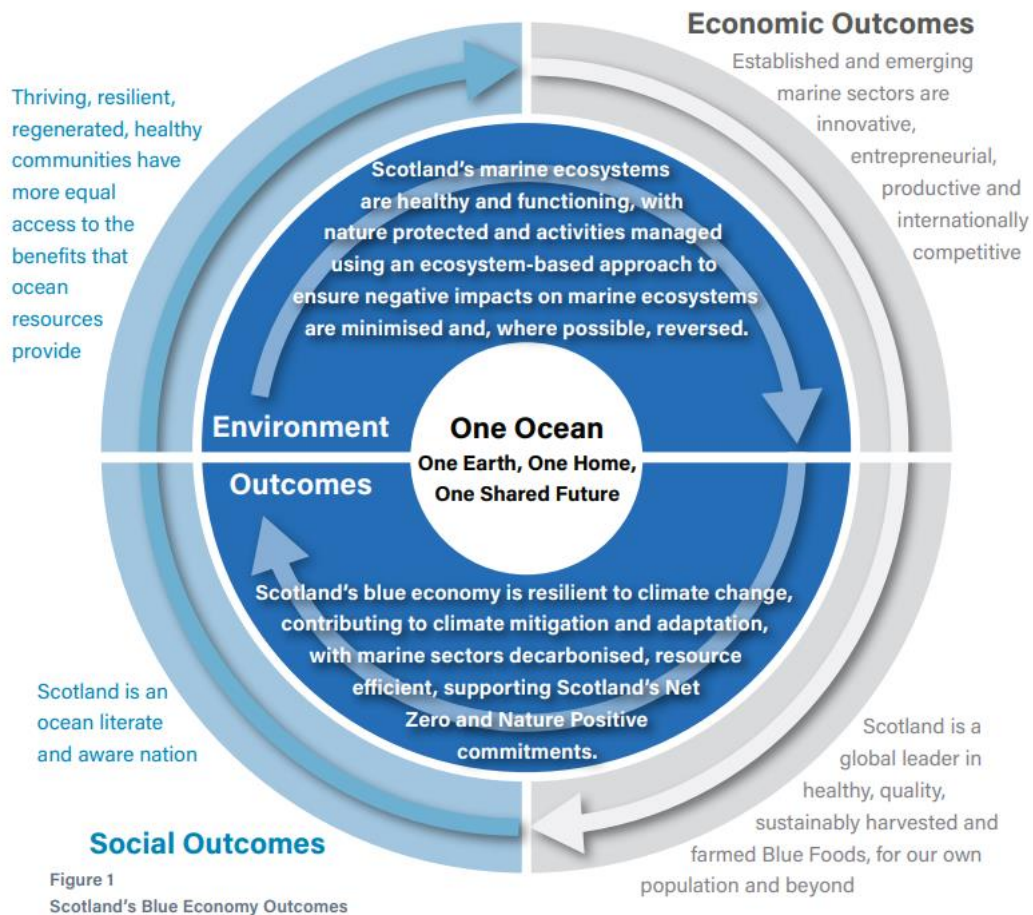 Economic Outcomes
Established and emerging
marine sectors are
innovative,
entrepreneurial,
productive and
internationally
competitive
Thriving, resilient,
regenerated, healthy
communities have
more equal
access to the
benefits that
ocean
resources
provide
Scotland's marine ecosystems
are healthy and functioning, with
nature protected and activities managed
using an ecosystem-based approach to
ensure negative impacts on marine ecosystems
are minimised and, where possible, reversed.
Environment
Outcomes
One Ocean
One Earth, One Home,
One Shared Future
Scotland's blue economy is resilient to climate change,
contributing to climate mitigation and adaptation,
with marine sectors decarbonised, resource
efficient, supporting Scotland's Net
Zero and Nature Positive
commitments.
Scotland is an
ocean literate
and aware nation
Scotland is a
global leader in
healthy, quality,
sustainably harvested and
farmed Blue Foods, for our own
population and beyond
Social Outcomes
Figure 1
Scotland's Blue Economy Outcomes